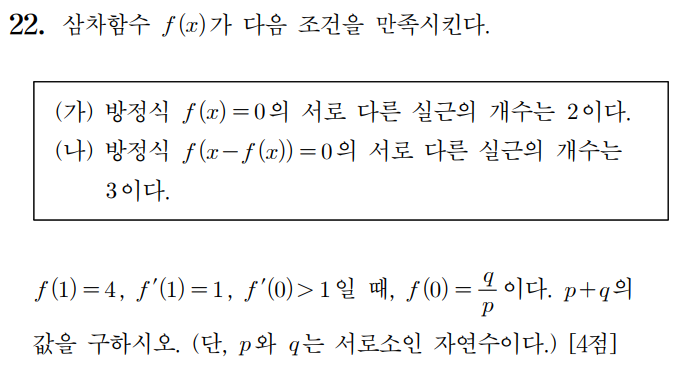 22. 삼차함수 f(x)가 다음 조건을 만족시킨다.
(가) 방정식 f(x)=0의 서로 다른 실근의 개수는 2이다.
(나) 방정식 f(x-f(x))=0의 서로 다른 실근의 개수는
3이다.
f(1)=4, f′(1)=1, f′(0)>1일 때, f(0)=q/p이다. p+q의
값을 구하시오. (단, p와 q는 서로소인 자연수이다.) [4점]